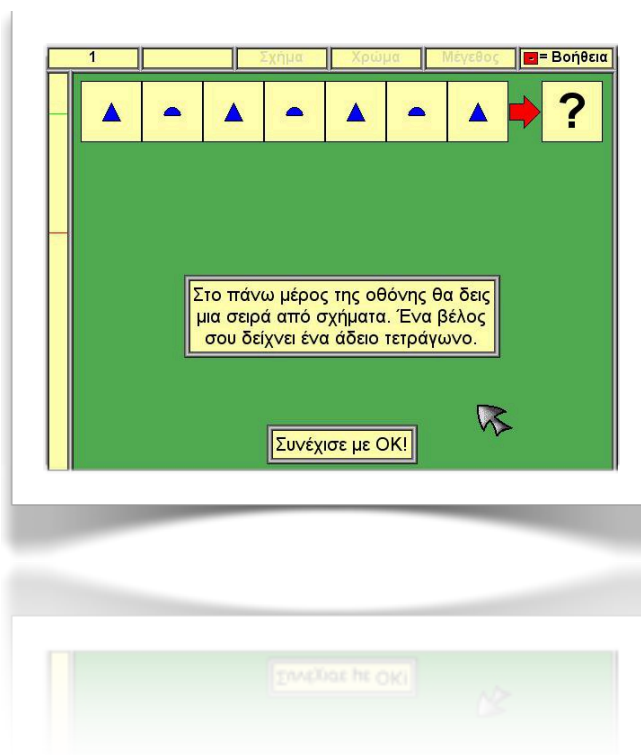 1 Σχήμα Χρώμα Μέγεθος = Βοήθεια
?
Στο πάνω μέρος της οθόνης θα δεις
μια σειρά από σχήματα. Ένα βέλος
σου δείχνει ένα άδειο τετράγωνο.
Συνέχισε με OK!